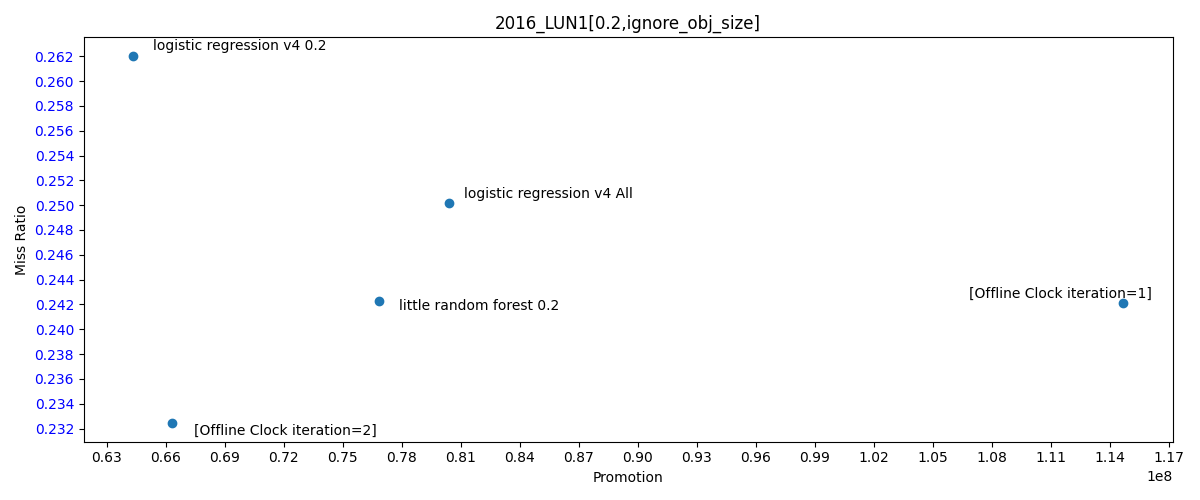 2016_LUN1[0.2,ignore_obj_size]
logistic regression v4 0.2
0.262
0.260
0.258
0.256
0.254
0.252
logistic regression v4 All
0.250
0.248
0.246
0.244
[Offline Clock iteration=1]
little random forest 0.2
0.242
0.240
0.238
0.236
0.234
0.232
[Offline Clock iteration=2]
Miss Ratio
0.63 0.66 0.69 0.72 0.75 0.78 0.81 0.84 0.87 0.90 0.93 0.96 0.99 1.02 1.05 1.08 1.11 1.14 1.17
1e8
Promotion